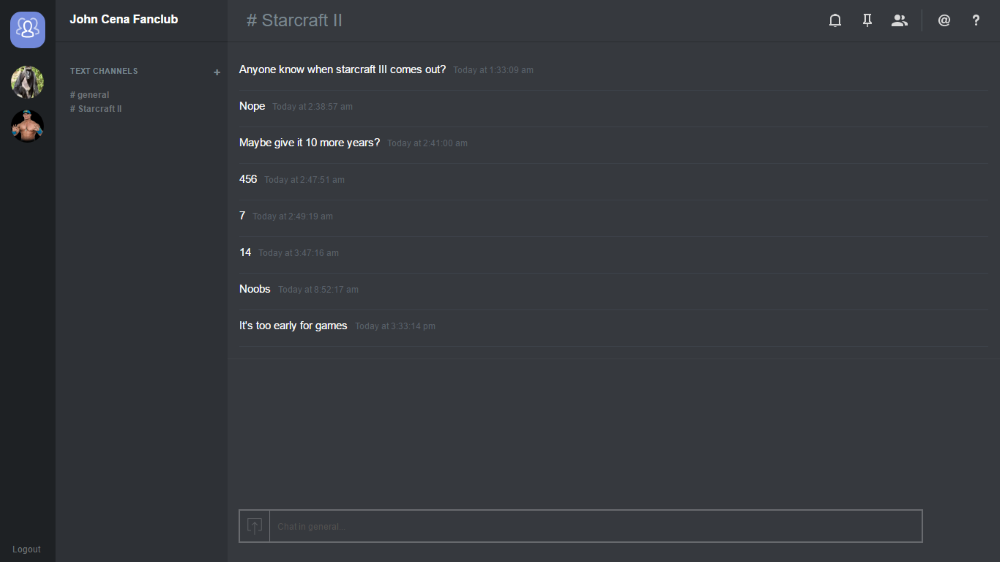 John Cena Fanclub
# Starcraft II
@ ?
TEXT CHANNELS +
# general
# Starcraft II
Anyone know when starcraft III comes out? Today at 1:33:09 am
Nope Today at 2:38:57 am
Maybe give it 10 more years? Today at 2:41:00 am
456 Today at 2:47:51 am
7 Today at 2:49:19 am
14 Today at 3:47:16 am
Noobs Today at 8:52:17 am
It's too early for games Today at 3:33:14 pm
Chat in general.
Logout